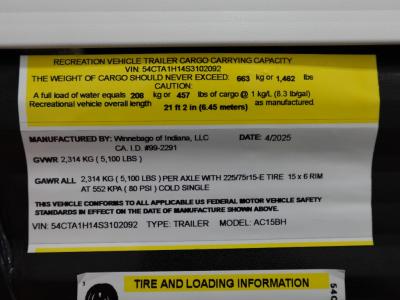 RECREATION VEHICLE TRAILER CARGO CARRYING CAPACITY
VIN: 54CTA1H14S3102092
THE WEIGHT OF CARGO SHOULD NEVER EXCEED: 663 kg or 1,462 lbs
CAUTION:
A full load of water equals 208 kg or 457 lbs of cargo @ 1 kg/L (8.3 lb/gal)
Recreational vehicle overall length 21 ft 2 in (6.45 meters) as manufactured.
MANUFACTURED BY: Winnebago of Indiana, LLC DATE: 4/2025
CA. I.D. #99-2291
GVWR 2,314 KG ( 5,100 LBS )
GAWR ALL 2,314 KG ( 5,100 LBS ) PER AXLE WITH 225/75r15-E TIRE 15 x 6 RIM
AT 552 KPA ( 80 PSI ) COLD SINGLE
THIS VEHICLE CONFORMS TO ALL APPLICABLE US FEDERAL MOTOR VEHICLE SAFETY
STANDARDS IN EFFECT ON THE DATE OF MANUFACTURE SHOWN ABOVE.
VIN: 54CTA1H14S3102092 TYPE: TRAILER MODEL: AC15BH
TIRE AND LOADING INFORMATION